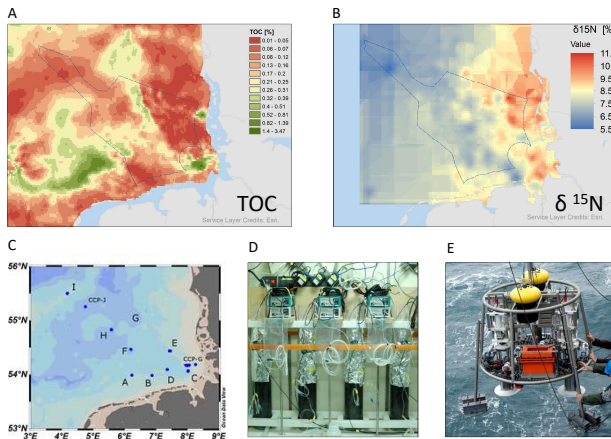 A
TOC [%]
0.01 - 0.05
0.06 - 0.07
0.08 - 0.12
0.13 - 0.16
0.17 - 0.2
0.21 - 0.25
0.26 - 0.31
0.32 - 0.39
0.4 - 0.51
0.52 - 0.81
0.82 - 1.39
1.4 - 3.47
TOC
Service Layer Credits: Esri,
B
δ15N [%
Value
11.
10.
9.5
8.5
7.5
6.5
5.5
δ 15N
Service Layer Credits: Esri,
C
56°N
55°N
54°N
53°N
3°E 4°E 5°E 6°E 7°E 8°E 9°E
I
CCP-J
G
H
F
E
CCP-G
A
B
D
C
Ocean Data View
D
E